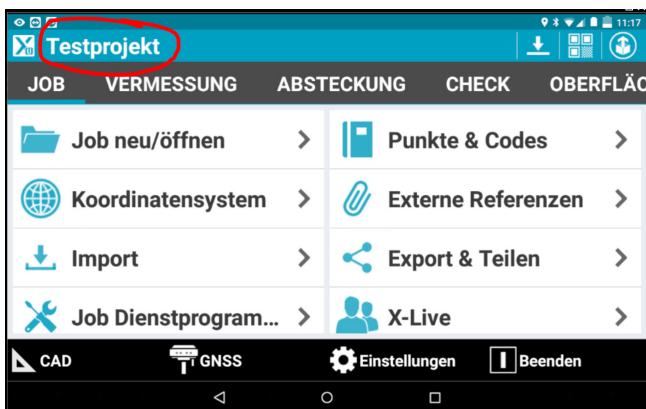 11:17
Testprojekt
JOB VERMESSUNG ABSTECKUNG CHECK OBERFLÄC
Job neu/öffnen
Punkte & Codes
Koordinatensystem
Externe Referenzen
Import
Export & Teilen
Job Dienstprogram...
X-Live
CAD GNSS Einstellungen Beenden